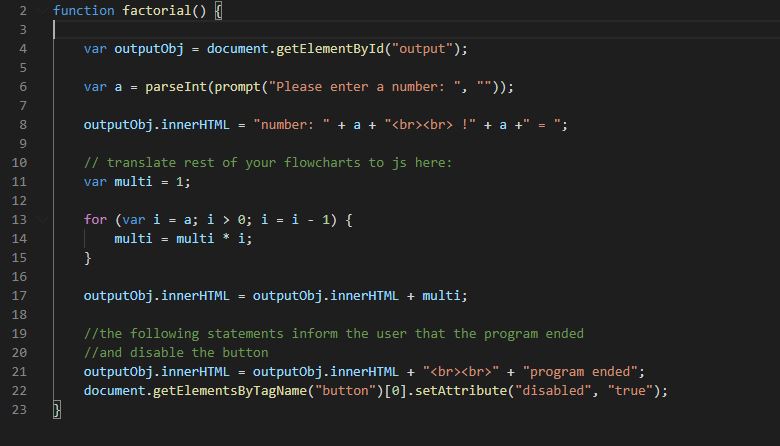 2 function factorial() {
3
4 var outputObj = document.getElementById("output");
5
6 var a = parseInt(prompt("Please enter a number: ", ""));
7
8 outputObj.innerHTML = "number: " + a + "<br><br> !" + a +" = ";
9
10 // translate rest of your flowcharts to js here:
11 var multi = 1;
12
13 for (var i = a; i > 0; i = i - 1) {
14 multi = multi * i;
15 }
16
17 outputObj.innerHTML = outputObj.innerHTML + multi;
18
19 //the following statements inform the user that the program ended
20 //and disable the button
21 outputObj.innerHTML = outputObj.innerHTML + "<br><br>" + "program ended";
22 document.getElementsByTagName("button")[0].setAttribute("disabled", "true");
23 }